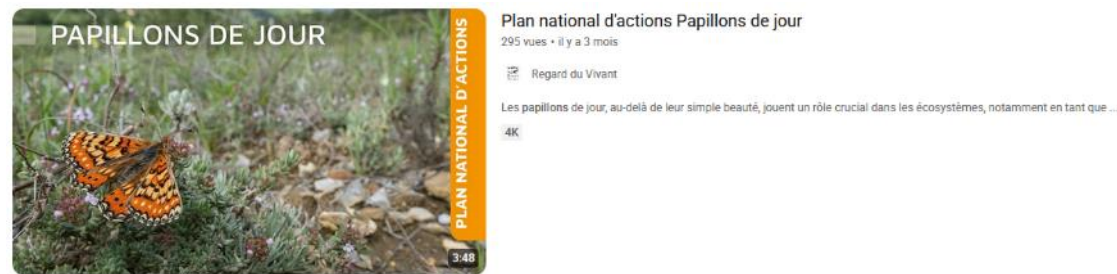 PAPILLONS DE JOUR
PLAN NATIONAL D'ACTIONS
3:48
Plan national d'actions Papillons de jour
295 vues • il y a 3 mois
Regard du Vivant
Les papillons de jour, au-delà de leur simple beauté, jouent un rôle crucial dans les écosystèmes, notamment en tant que ...
4K